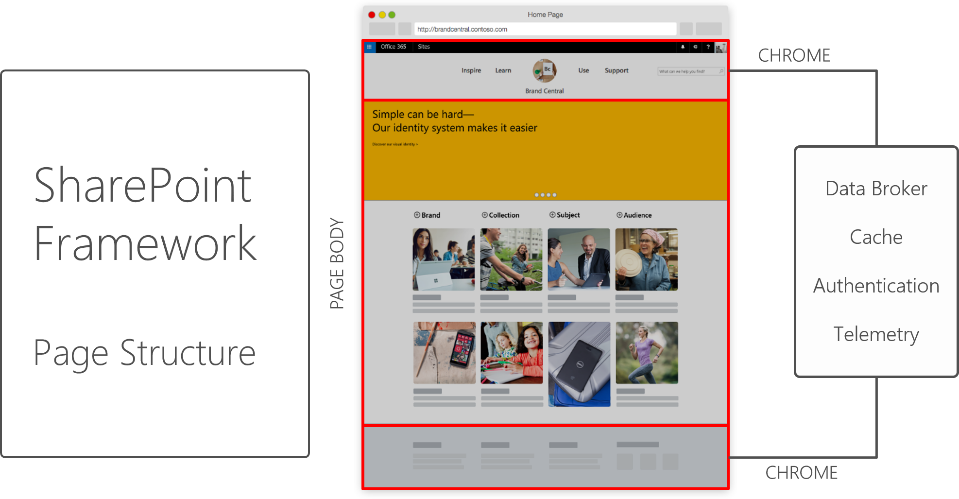 SharePoint
Framework
Page Structure
PAGE BODY
Home Page
http://brandcentral.contoso.com
Office 365 Sites
Inspire Learn Bc Use Support
What can we help you find?
Brand Central
Simple can be hard—
Our identity system makes it easier
Discover our visual identity >
Brand Collection Subject Audience
CHROME
Data Broker
Cache
Authentication
Telemetry
CHROME